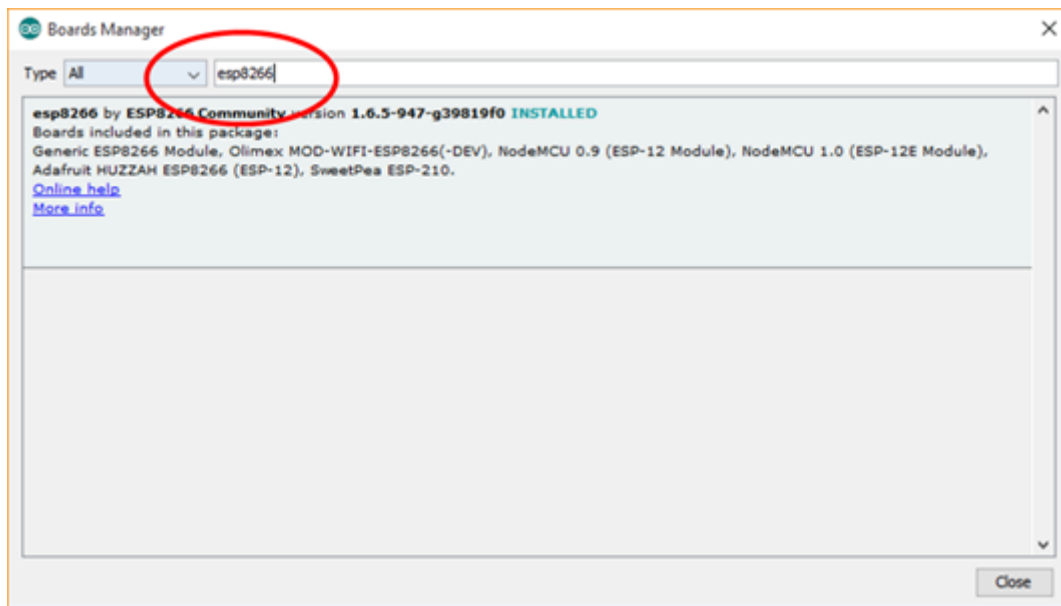 Boards Manager
Type All esp8266
esp8266 by ESP8266 Community version 1.6.5-947-g39819f0 INSTALLED
Boards included in this package:
Generic ESP8266 Module, Olimex MOD-WIFI-ESP8266(-DEV), NodeMCU 0.9 (ESP-12 Module), NodeMCU 1.0 (ESP-12E Module),
Adafruit HUZZAH ESP8266 (ESP-12), SweetPea ESP-210.
Online help
More info
Close